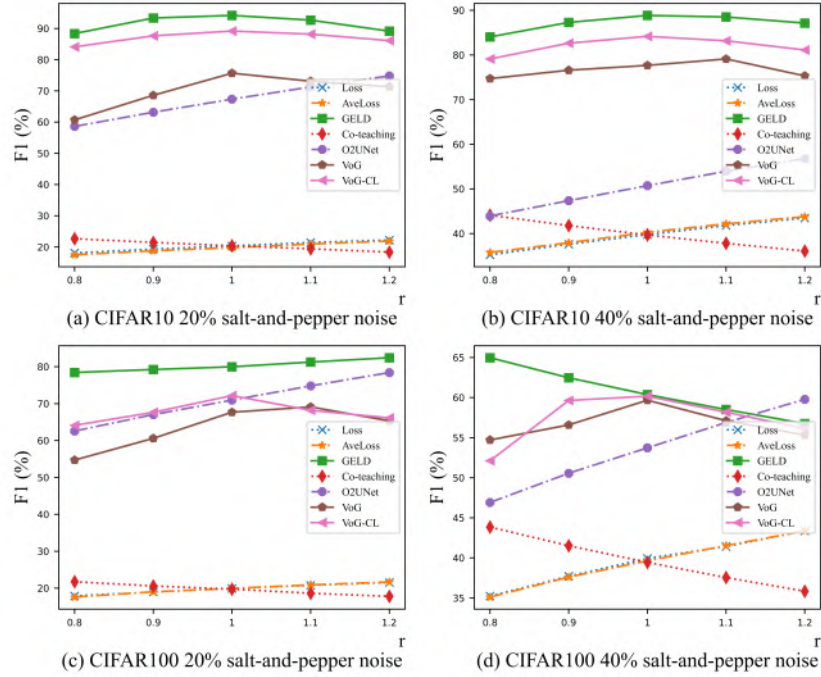 90
80
70
60
50
40
30
20
F1 (%)
0.8 0.9 1 1.1 1.2
r
Loss
AveLoss
GELD
Co-teaching
O2UNet
VoG
VoG-CL
(a) CIFAR10 20% salt-and-pepper noise
90
80
70
60
50
40
F1 (%)
0.8 0.9 1 1.1 1.2
r
Loss
AveLoss
GELD
Co-teaching
O2UNet
VoG
VoG-CL
(b) CIFAR10 40% salt-and-pepper noise
80
70
60
50
40
30
20
F1 (%)
0.8 0.9 1 1.1 1.2
r
Loss
AveLoss
GELD
Co-teaching
O2UNet
VoG
VoG-CL
(c) CIFAR100 20% salt-and-pepper noise
65
60
55
50
45
40
35
F1 (%)
0.8 0.9 1 1.1 1.2
r
Loss
AveLoss
GELD
Co-teaching
O2UNet
VoG
VoG-CL
(d) CIFAR100 40% salt-and-pepper noise